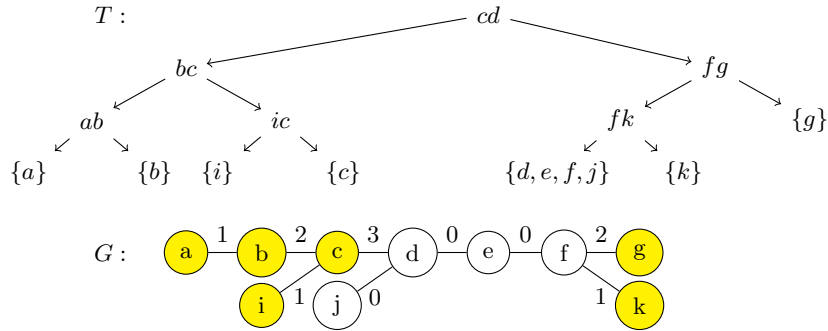 T : cd
bc fg
ab ic fk {g}
{a} {b} {i} {c} {d, e, f, j} {k}
G : a 1 b 2 c 3 d 0 e 0 f 2 g
i 1 j 0 1 k